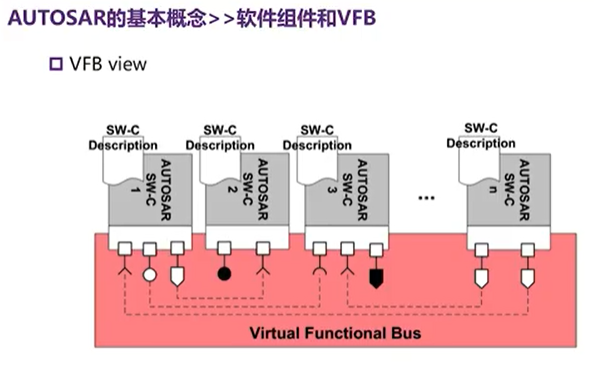 AUTOSAR的基本概念>>软件组件和VFB
VFB view
SW-C
Description
AUTOSAR
SW-C
1
SW-C
Description
AUTOSAR
SW-C
2
SW-C
Description
AUTOSAR
SW-C
3
...
SW-C
Description
AUTOSAR
SW-C
n
Virtual Functional Bus